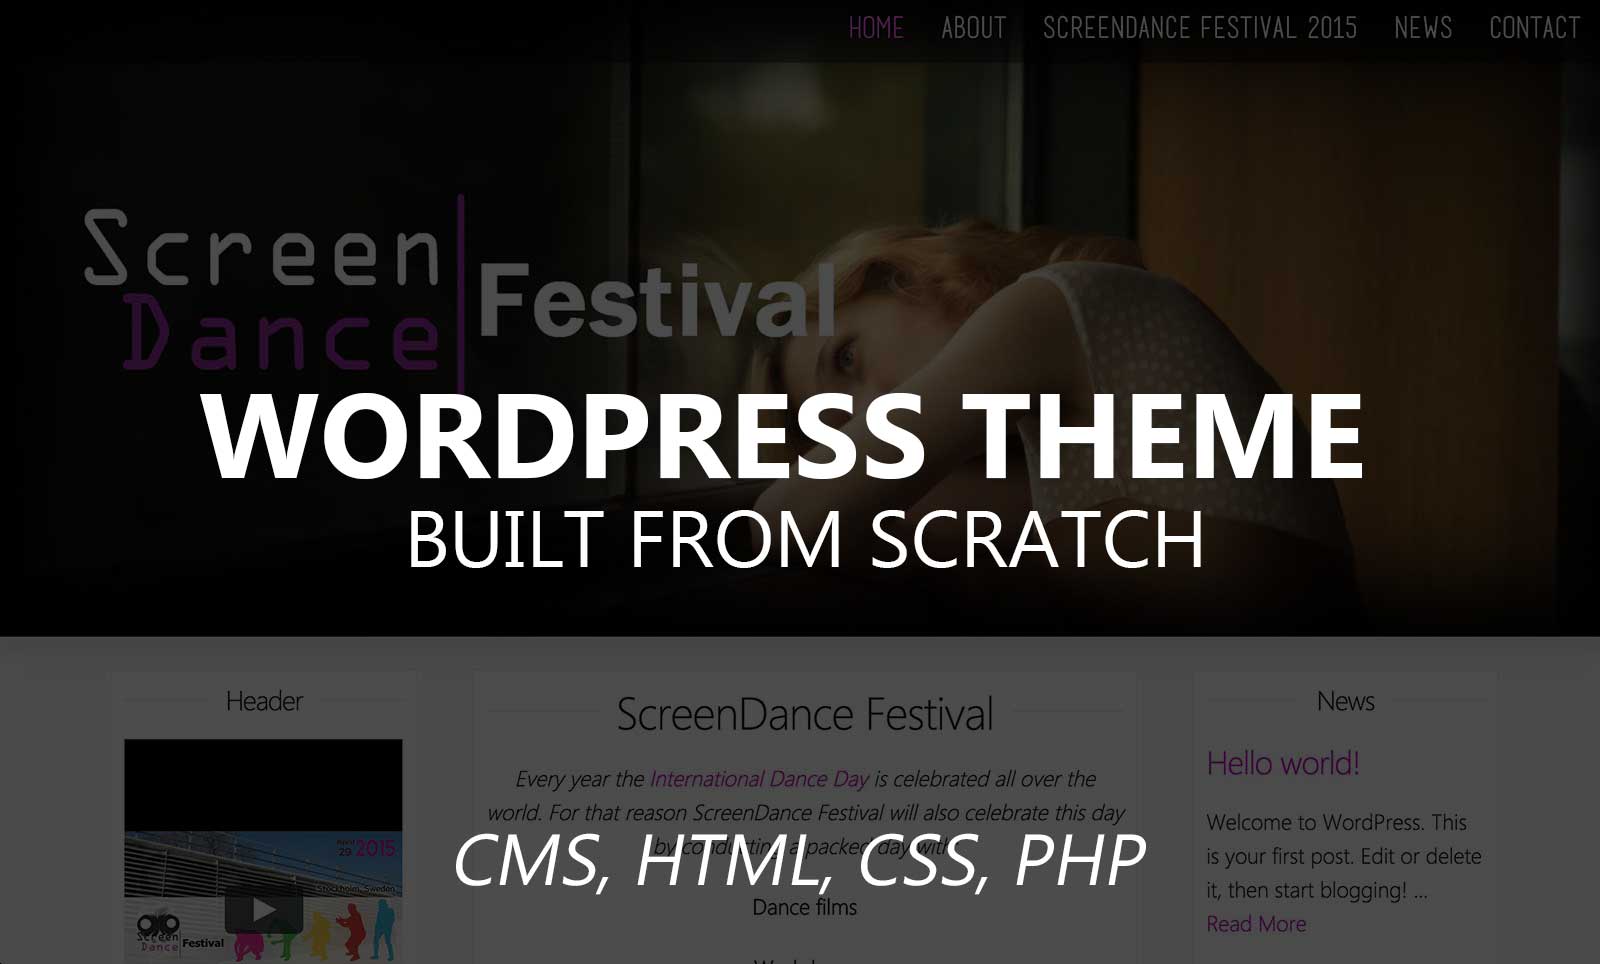 HOME ABOUT SCREENDANCE FESTIVAL 2015 NEWS CONTACT
Screen
Dance
Festival
WORDPRESS THEME
BUILT FROM SCRATCH
Header
April
29 2015
Stockholm, Sweden
Screen
Dance Festival
ScreenDance Festival
Every year the International Dance Day is celebrated all over the
world. For that reason ScreenDance Festival will also celebrate this day
by conducting a packed day with:
CMS, HTML, CSS, PHP
Dance films
News
Hello world!
Welcome to WordPress. This
is your first post. Edit or delete
it, then start blogging! ...
Read More